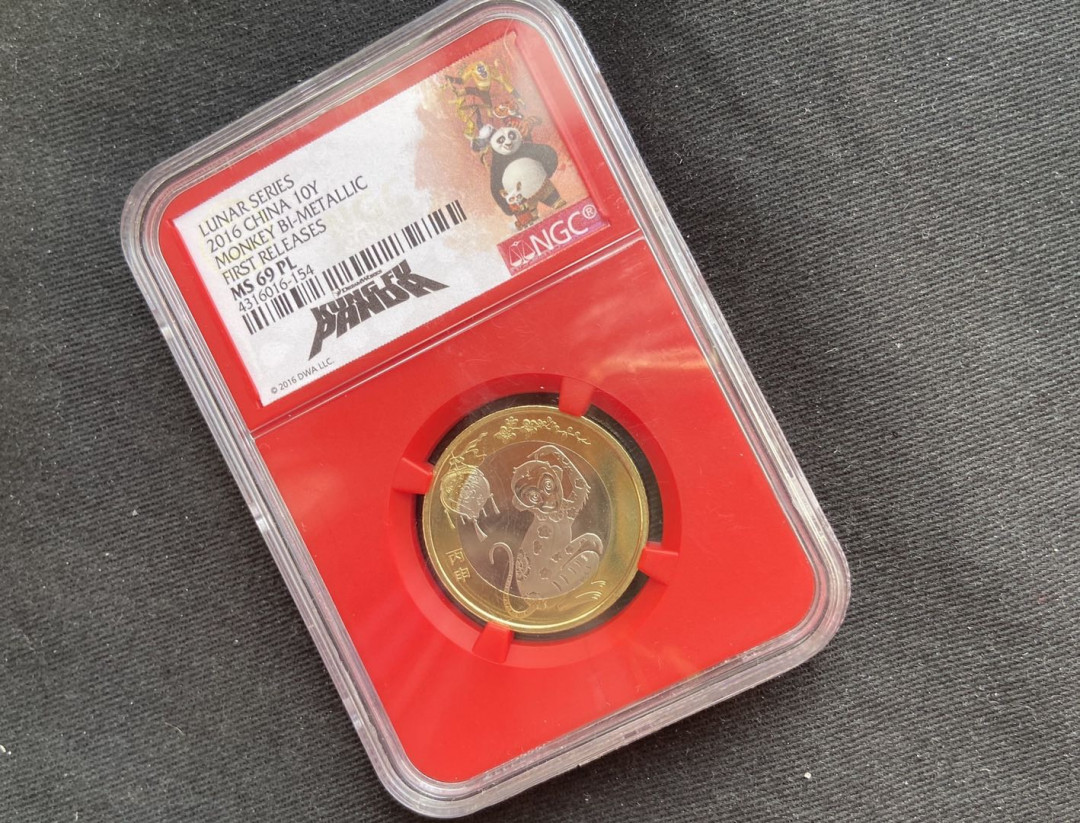 LUNAR SERIES
2016 CHINA 10Y
MONKEY BI-METALLIC
FIRST RELEASES
MS 69 PL
4316016-154
DREAMWORKS
KUNG FU
PANDA
© 2016 DWA LLC.
NGC®
丙申